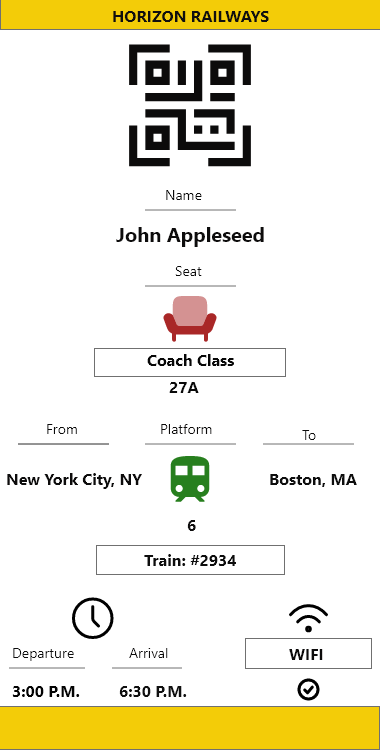 HORIZON RAILWAYS
Name
John Appleseed
Seat
Coach Class
27A
From Platform To
New York City, NY Boston, MA
6
Train: #2934
WIFI
Departure Arrival
3:00 P.M. 6:30 P.M.